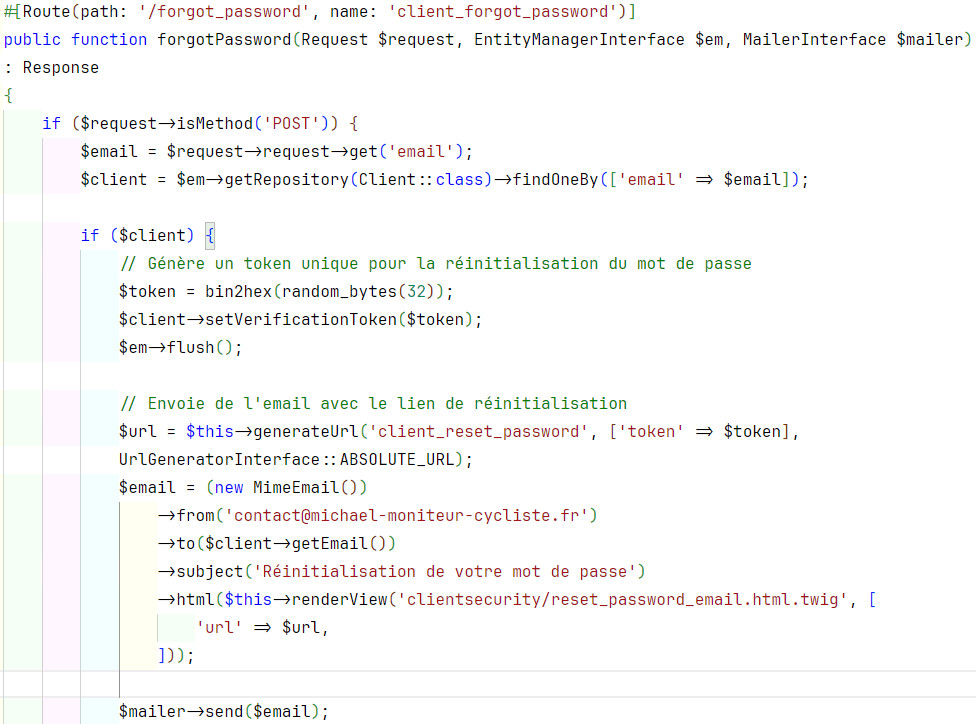 #[Route(path: '/forgot_password', name: 'client_forgot_password')]
public function forgotPassword(Request $request, EntityManagerInterface $em, MailerInterface $mailer)
: Response
{
if ($request->isMethod('POST')) {
$email = $request->request->get('email');
$client = $em->getRepository(Client::class)->findOneBy(['email' => $email]);
if ($client) {
// Génère un token unique pour la réinitialisation du mot de passe
$token = bin2hex(random_bytes(32));
$client->setVerificationToken($token);
$em->flush();
// Envoie de l'email avec le lien de réinitialisation
$url = $this->generateUrl('client_reset_password', ['token' => $token],
UrlGeneratorInterface::ABSOLUTE_URL);
$email = (new MimeEmail())
->from('contact@michael-moniteur-cycliste.fr')
->to($client->getEmail())
->subject('Réinitialisation de votre mot de passe')
->html($this->renderView('clientsecurity/reset_password_email.html.twig', [
'url' => $url,
]));
$mailer->send($email);